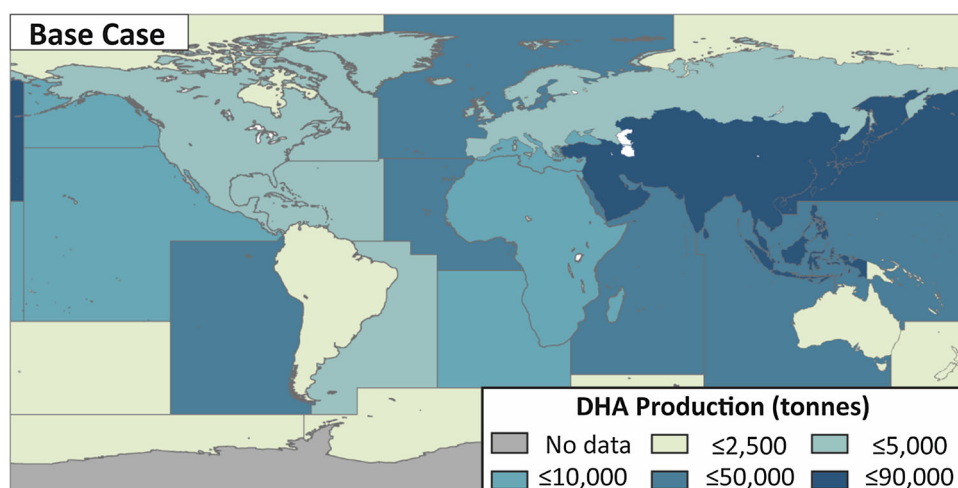 Base Case
DHA Production (tonnes)
No data ≤2,500 ≤5,000
≤10,000 ≤50,000 ≤90,000